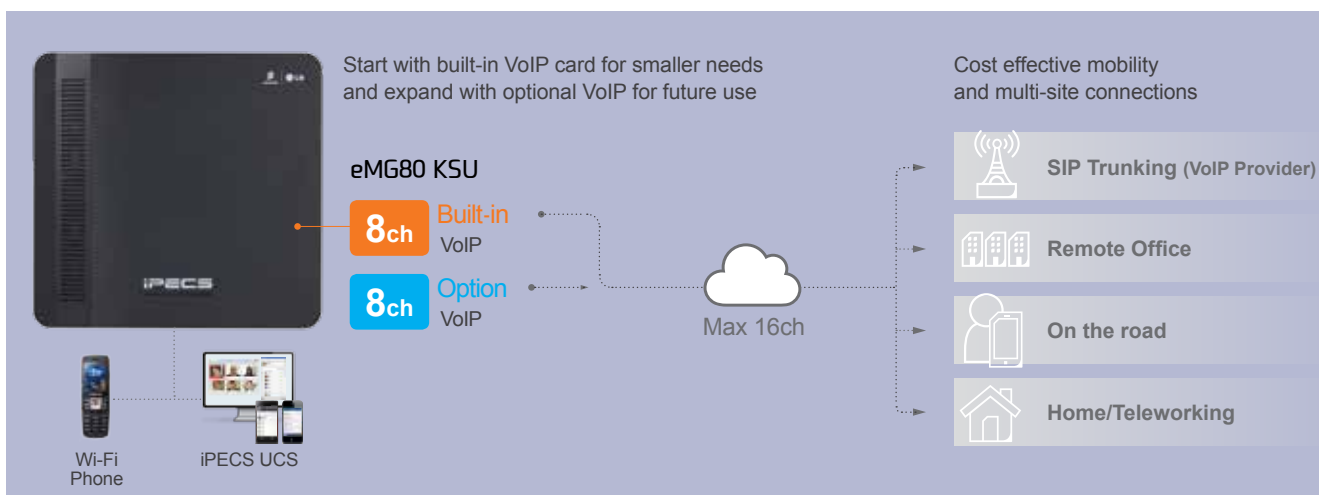 Start with built-in VoIP card for smaller needs
and expand with optional VoIP for future use
Cost effective mobility
and multi-site connections
eMG80 KSU
8ch
Built-in
VoIP
8ch
Option
VoIP
Max 16ch
SIP Trunking (VoIP Provider)
Remote Office
On the road
Home/Teleworking
iPECS
Wi-Fi
Phone
iPECS UCS